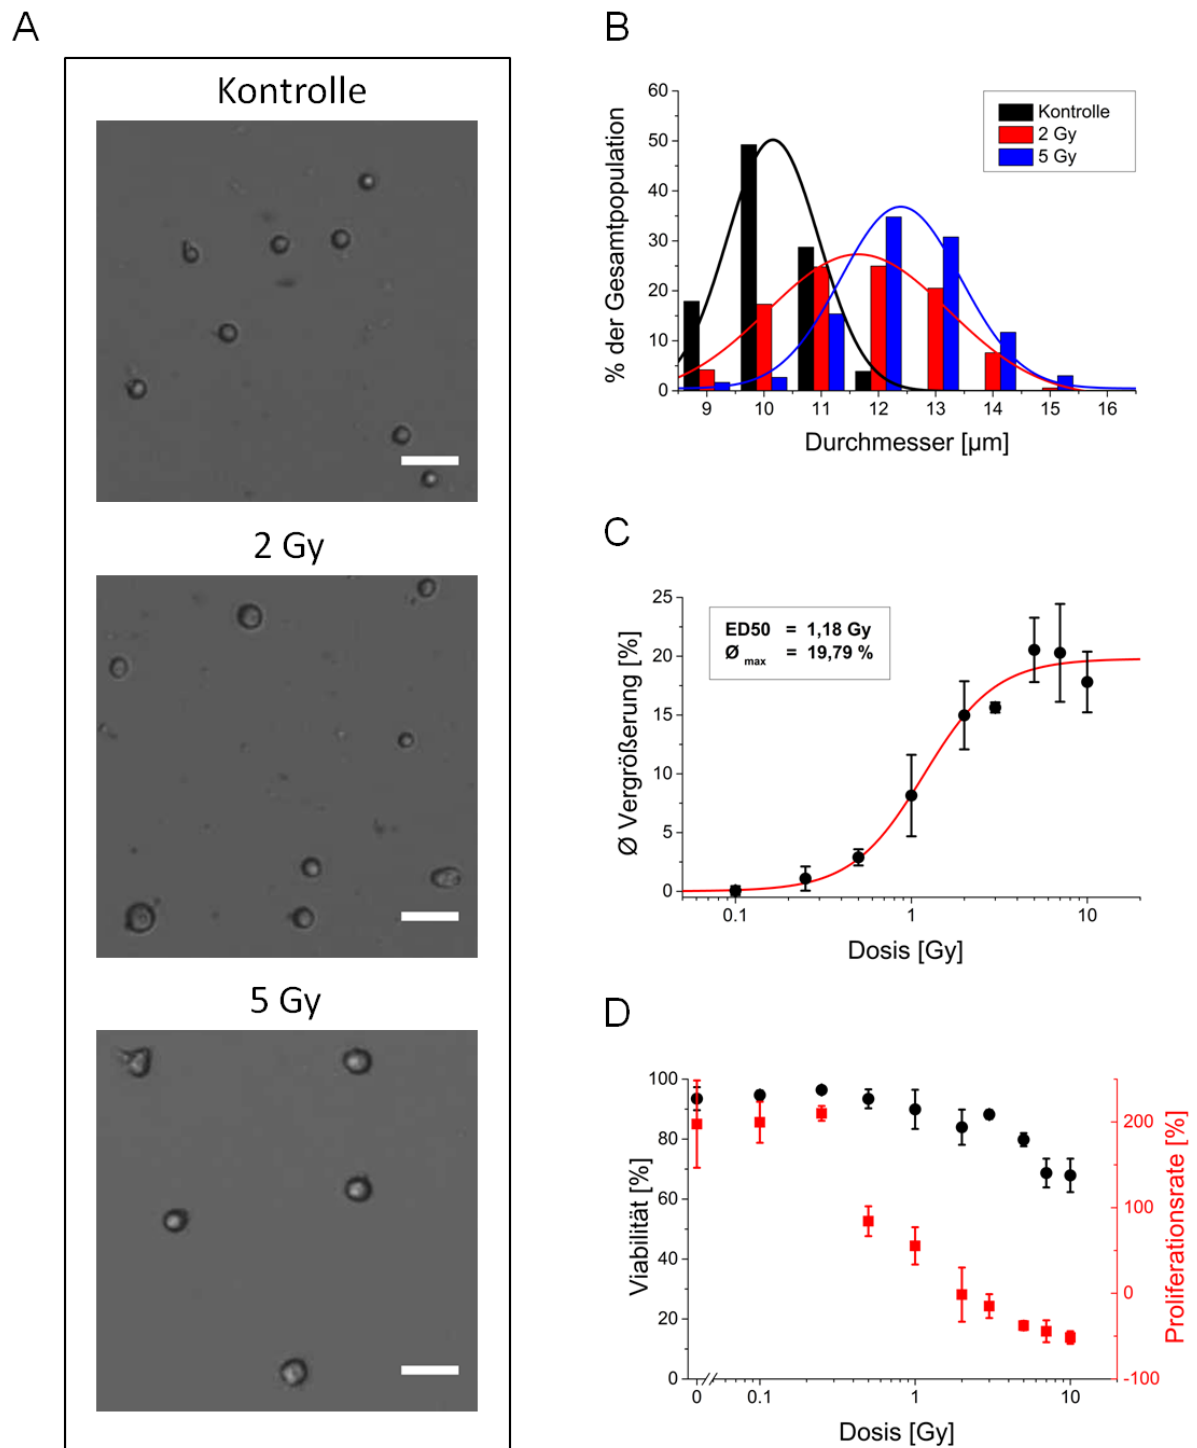 A
Kontrolle
2 Gy
5 Gy
B
% der Gesamtpopulation
60
50
40
30
20
10
0
Kontrolle
2 Gy
5 Gy
9 10 11 12 13 14 15 16
Durchmesser [µm]
C
Ø Vergrößerung [%]
25
20
15
10
5
0
ED50 = 1,18 Gy
Ø max = 19,79 %
0.1 1 10
Dosis [Gy]
D
Viabilität [%]
100
80
60
40
20
0
200
100
0
-100
Proliferationsrate [%]
0 0.1 1 10
Dosis [Gy]